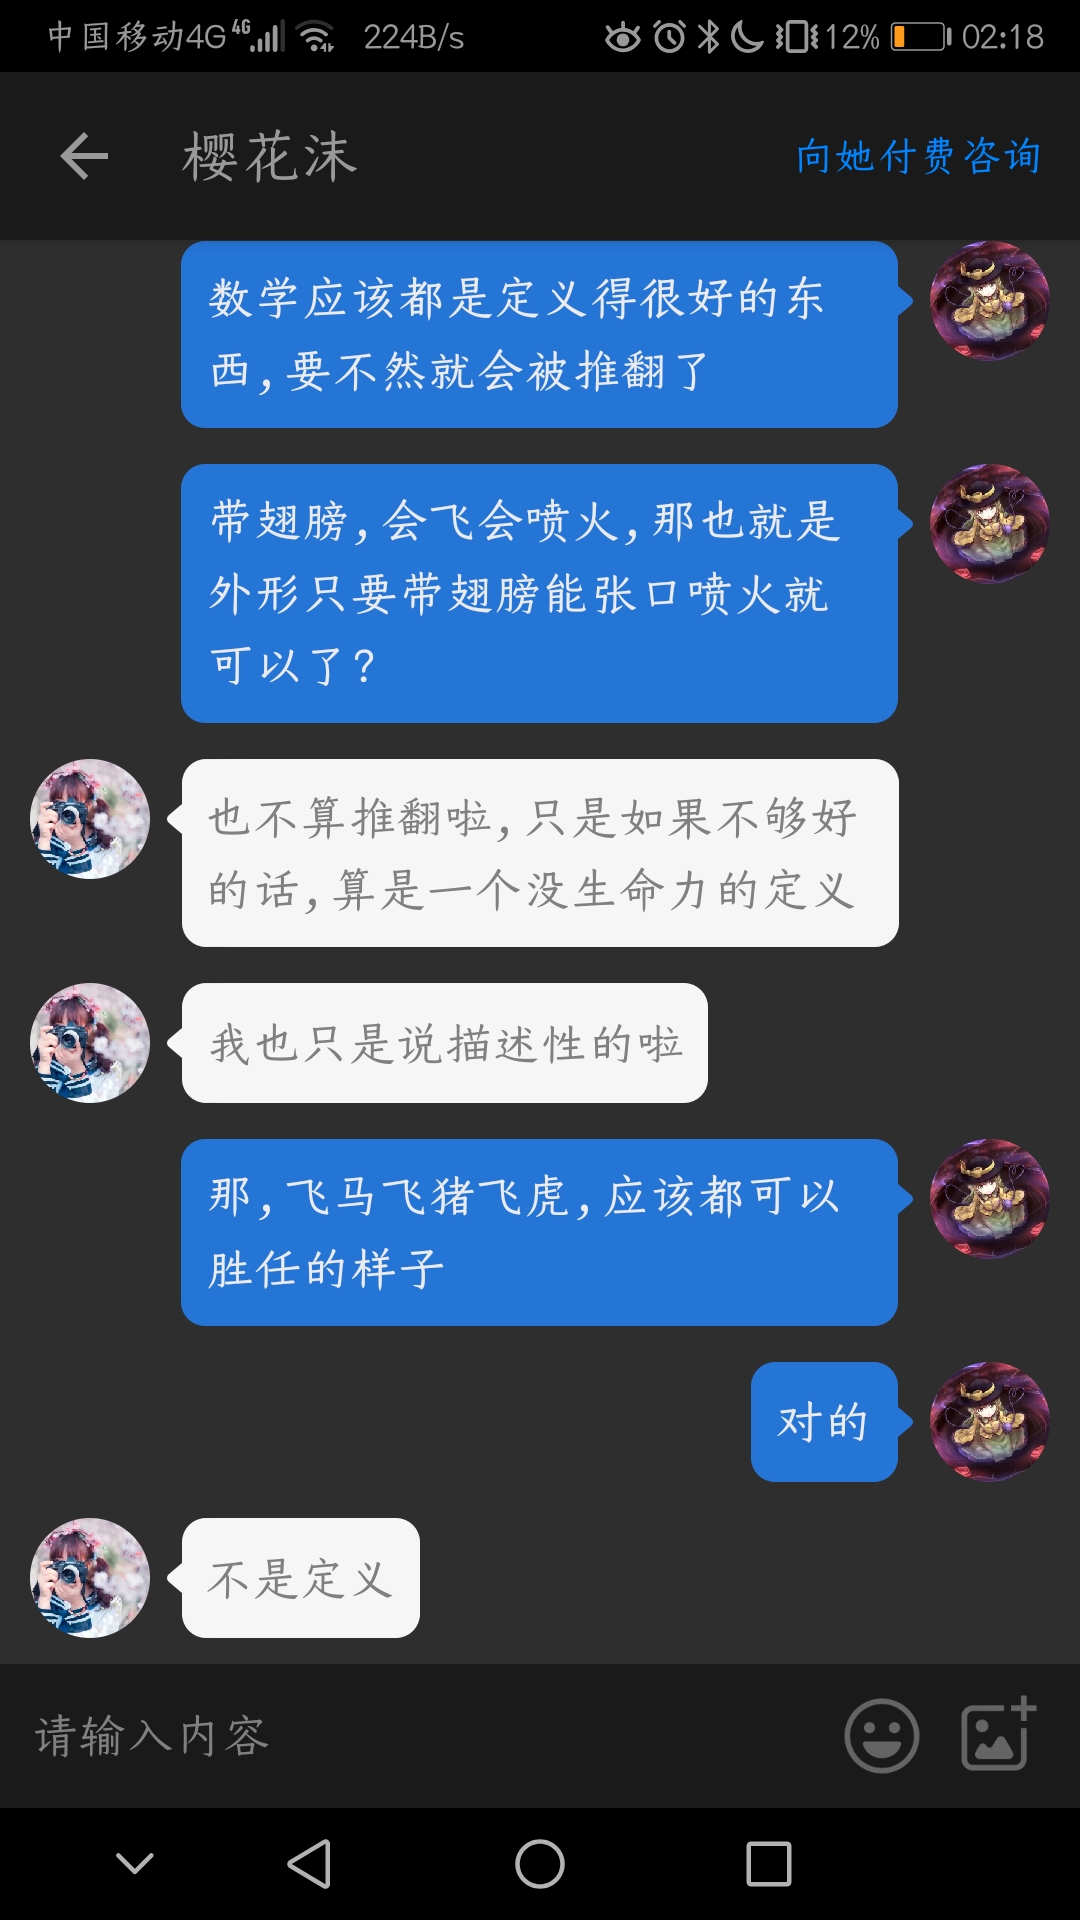 中国移动4G 4G 224B/s 12% 02:18
樱花沫 向她付费咨询
数学应该都是定义得很好的东
西,要不然就会被推翻了
带翅膀,会飞会喷火,那也就是
外形只要带翅膀能张口喷火就
可以了?
也不算推翻啦,只是如果不够好
的话,算是一个没生命力的定义
我也只是说描述性的啦
那,飞马飞猪飞虎,应该都可以
胜任的样子
对的
不是定义
请输入内容